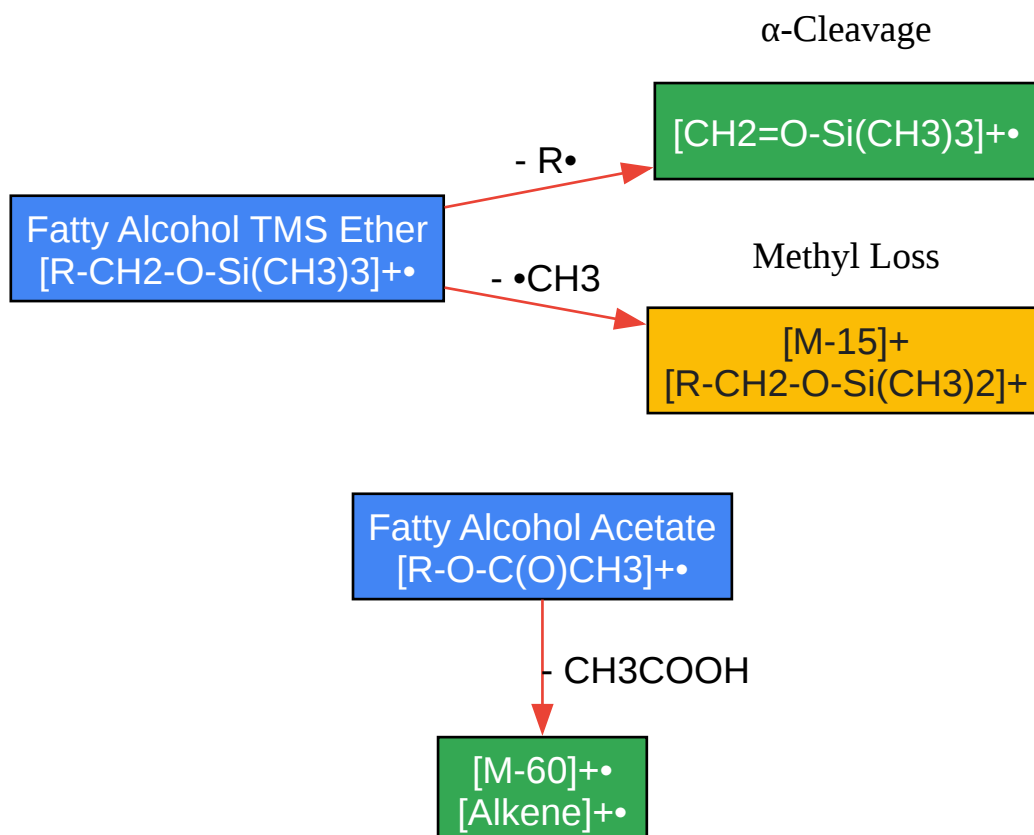 α-Cleavage
[CH2=O-Si(CH3)3]+•
- R•
Fatty Alcohol TMS Ether
[R-CH2-O-Si(CH3)3]+•
Methyl Loss
- •CH3
[M-15]+
[R-CH2-O-Si(CH3)2]+
Fatty Alcohol Acetate
[R-O-C(O)CH3]+•
- CH3COOH
[M-60]+•
[Alkene]+•